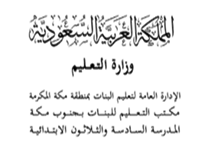 المملكة العربية السعودية
وزارة التعليم
الإدارة العامة لتعليم البنات بمنطقة مكة المكرمة
مكتب التعليم للبنات بجنوب مكة
المدرسة السادسة والثلاثون الابتدائية